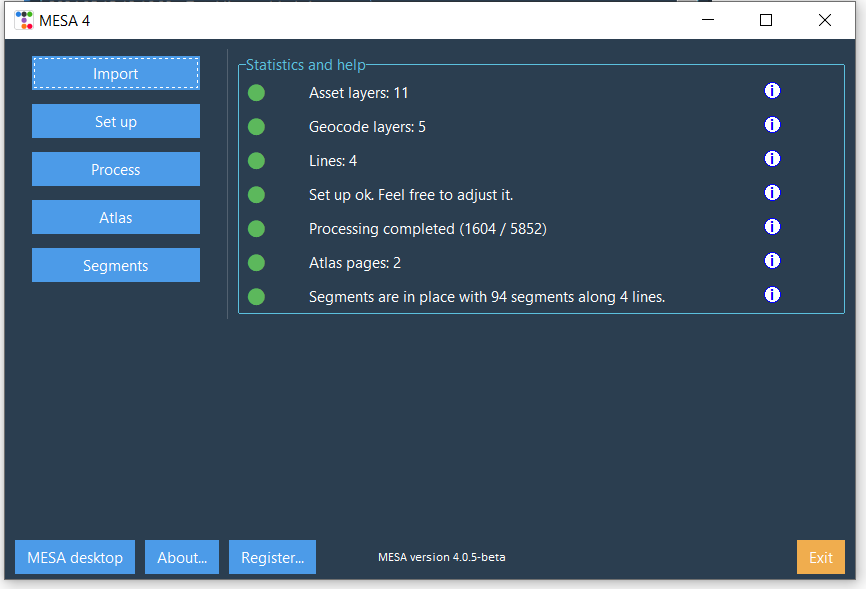 MESA 4
Import
Set up
Process
Atlas
Segments
Statistics and help
Asset layers: 11
Geocode layers: 5
Lines: 4
Set up ok. Feel free to adjust it.
Processing completed (1604 / 5852)
Atlas pages: 2
Segments are in place with 94 segments along 4 lines.
MESA desktop
About...
Register...
MESA version 4.0.5-beta
Exit